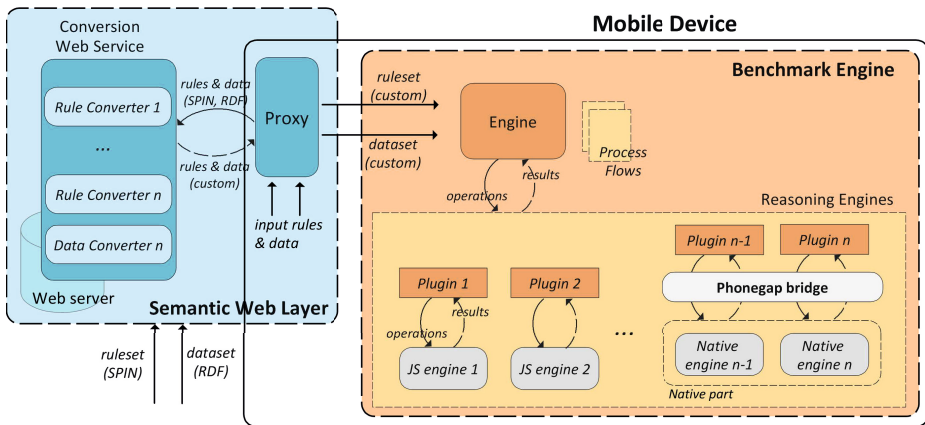 Mobile Device
Conversion
Web Service
Rule Converter 1
...
Rule Converter n
Data Converter n
Web server
Semantic Web Layer
rules & data
(SPIN, RDF)
rules & data
(custom)
Proxy
input rules
& data
ruleset
(SPIN)
dataset
(RDF)
ruleset
(custom)
dataset
(custom)
Benchmark Engine
Engine
Process
Flows
operations
results
Reasoning Engines
Plugin 1
Plugin 2
Plugin n-1
Plugin n
operations
results
JS engine 1
JS engine 2
...
Phonegap bridge
Native
engine n-1
Native
engine n
Native part